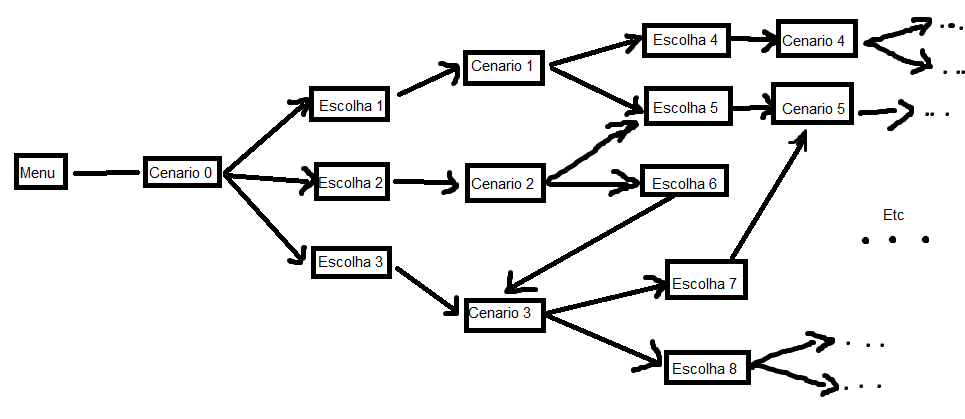 Menu
Cenario 0
Escolha 1
Escolha 2
Escolha 3
Cenario 1
Cenario 2
Cenario 3
Escolha 4
Escolha 5
Escolha 6
Escolha 7
Escolha 8
Cenario 4
Cenario 5
...
...
...
Etc
...
...
...